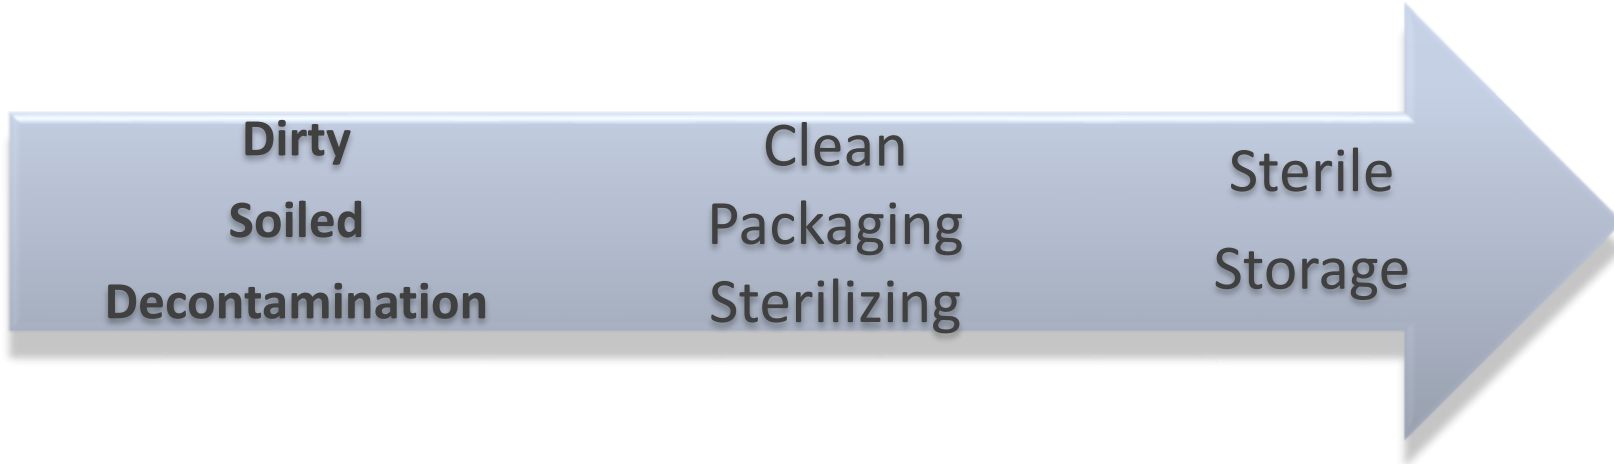 Dirty
Soiled
Decontamination
Clean
Packaging
Sterilizing
Sterile
Storage